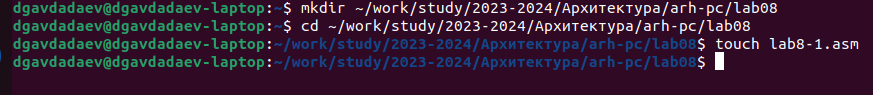 dgavdadaev@dgavdadaev-laptop:~$ mkdir ~/work/study/2023-2024/Архитектура/arh-pc/lab08
dgavdadaev@dgavdadaev-laptop:~$ cd ~/work/study/2023-2024/Архитектура/arh-pc/lab08
dgavdadaev@dgavdadaev-laptop:~/work/study/2023-2024/Архитектура/arh-pc/lab08$ touch lab8-1.asm
dgavdadaev@dgavdadaev-laptop:~/work/study/2023-2024/Архитектура/arh-pc/lab08$